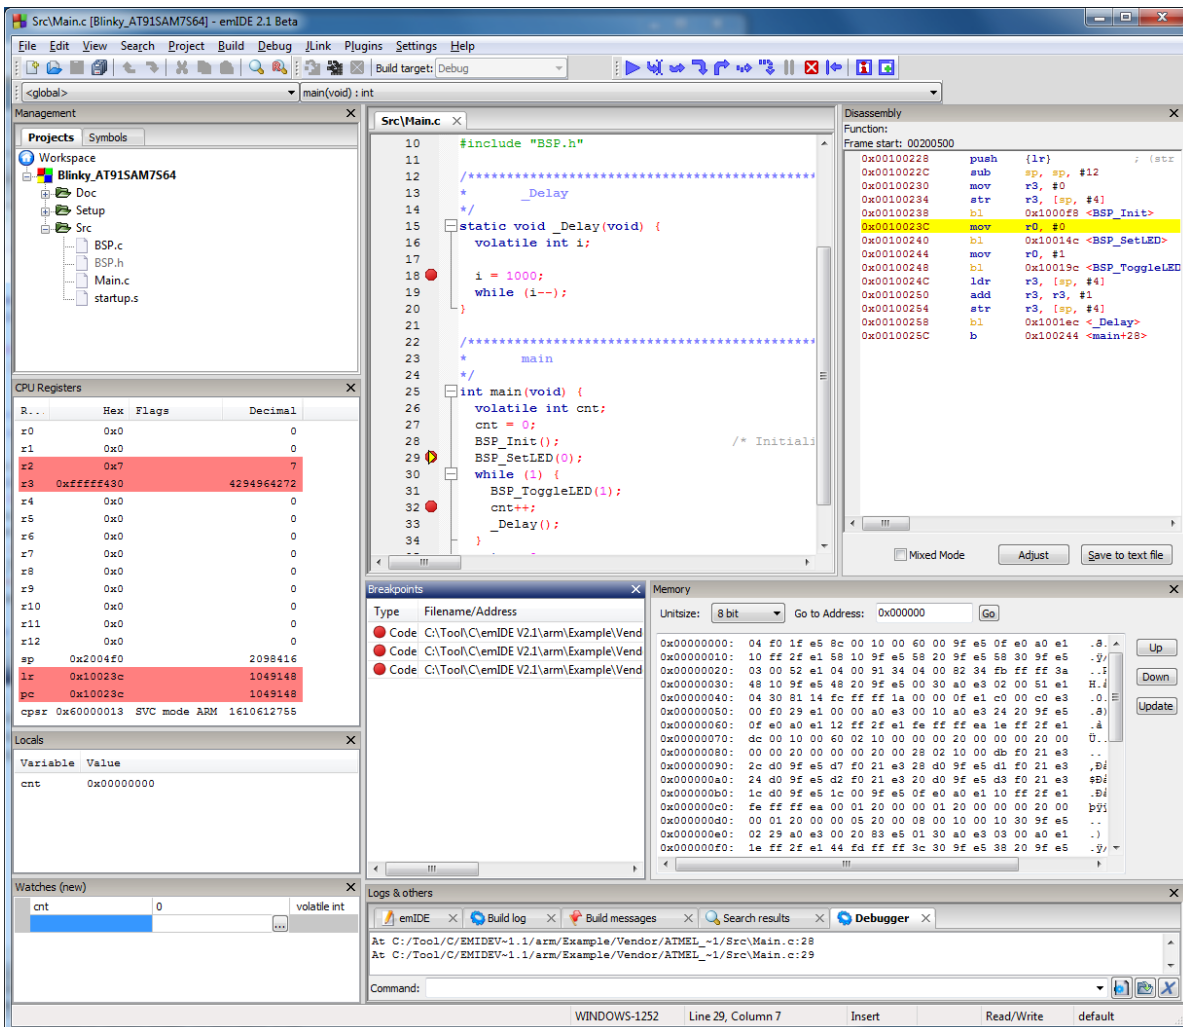 Src\Main.c [Blinky_AT91SAM7S64] - emIDE 2.1 Beta
File Edit View Search Project Build Debug JLink Plugins Settings Help
Build target: Debug
<global> main(void) : int
Management
Projects Symbols
Workspace
Blinky_AT91SAM7S64
Doc
Setup
Src
BSP.c
BSP.h
Main.c
startup.s
CPU Registers
R... Hex Flags Decimal
r0 0x0 0
r1 0x0 0
r2 0x7 7
r3 0xfffff430 4294964272
r4 0x0 0
r5 0x0 0
r6 0x0 0
r7 0x0 0
r8 0x0 0
r9 0x0 0
r10 0x0 0
r11 0x0 0
r12 0x0 0
sp 0x2004f0 2098416
lr 0x10023c 1049148
pc 0x10023c 1049148
cpsr 0x60000013 SVC mode ARM 1610612755
Locals
Variable Value
cnt 0x00000000
Watches (new)
cnt 0 volatile int
...
Src\Main.c
10 #include "BSP.h"
11
12 /*********************************************
13 * _Delay
14 */
15 static void _Delay(void) {
16 volatile int i;
17
18 i = 1000;
19 while (i--);
20 }
21
22 /*********************************************
23 * main
24 */
25 int main(void) {
26 volatile int cnt;
27 cnt = 0;
28 BSP_Init(); /* Initiali
29 BSP_SetLED(0);
30 while (1) {
31 BSP_ToggleLED(1);
32 cnt++;
33 _Delay();
34 }
Disassembly
Function:
Frame start: 00200500
0x00100228 push {lr} ; (str
0x0010022C sub sp, sp, #12
0x00100230 mov r3, #0
0x00100234 str r3, [sp, #4]
0x00100238 bl 0x1000f8 <BSP_Init>
0x0010023C mov r0, #0
0x00100240 bl 0x10014c <BSP_SetLED>
0x00100244 mov r0, #1
0x00100248 bl 0x10019c <BSP_ToggleLED
0x0010024C ldr r3, [sp, #4]
0x00100250 add r3, r3, #1
0x00100254 str r3, [sp, #4]
0x00100258 bl 0x1001ec <_Delay>
0x0010025C b 0x100244 <main+28>
Mixed Mode Adjust Save to text file
Breakpoints
Type Filename/Address
Code C:\Tool\C\emIDE V2.1\arm\Example\Vend
Code C:\Tool\C\emIDE V2.1\arm\Example\Vend
Code C:\Tool\C\emIDE V2.1\arm\Example\Vend
Memory
Unitsize: 8 bit Go to Address: 0x000000 Go
0x00000000: 04 f0 1f e5 8c 00 10 00 60 00 9f e5 0f e0 a0 e1
0x00000010: 10 ff 2f e1 58 10 9f e5 58 20 9f e5 58 30 9f e5
0x00000020: 03 00 52 e1 04 00 91 34 04 00 82 34 fb ff ff 3a
0x00000030: 48 10 9f e5 48 20 9f e5 00 30 a0 e3 02 00 51 e1
0x00000040: 04 30 81 14 fc ff ff 1a 00 00 0f e1 c0 00 c0 e3
0x00000050: 00 f0 29 e1 00 00 a0 e3 00 10 a0 e3 24 20 9f e5
0x00000060: 0f e0 a0 e1 12 ff 2f e1 fe ff ff ea 1e ff 2f e1
0x00000070: dc 00 10 00 60 02 10 00 00 00 20 00 00 00 20 00
0x00000080: 00 00 20 00 00 00 20 00 28 02 10 00 db f0 21 e3
0x00000090: 2c d0 9f e5 d7 f0 21 e3 28 d0 9f e5 d1 f0 21 e3
0x000000a0: 24 d0 9f e5 d2 f0 21 e3 20 d0 9f e5 d3 f0 21 e3
0x000000b0: 1c d0 9f e5 1c 00 9f e5 0f e0 a0 e1 10 ff 2f e1
0x000000c0: fe ff ff ea 00 01 20 00 00 01 20 00 00 00 20 00
0x000000d0: 00 01 20 00 00 05 20 00 08 00 10 00 10 30 9f e5
0x000000e0: 02 29 a0 e3 00 20 83 e5 01 30 a0 e3 03 00 a0 e1
0x000000f0: 1e ff 2f e1 44 fd ff ff 3c 30 9f e5 38 20 9f e5
Up
Down
Update
Logs & others
emIDE Build log Build messages Search results Debugger
At C:/Tool/C/EMIDEV~1.1/arm/Example/Vendor/ATMEL_~1/Src\Main.c:28
At C:/Tool/C/EMIDEV~1.1/arm/Example/Vendor/ATMEL_~1/Src\Main.c:29
Command:
WINDOWS-1252 Line 29, Column 7 Insert Read/Write default